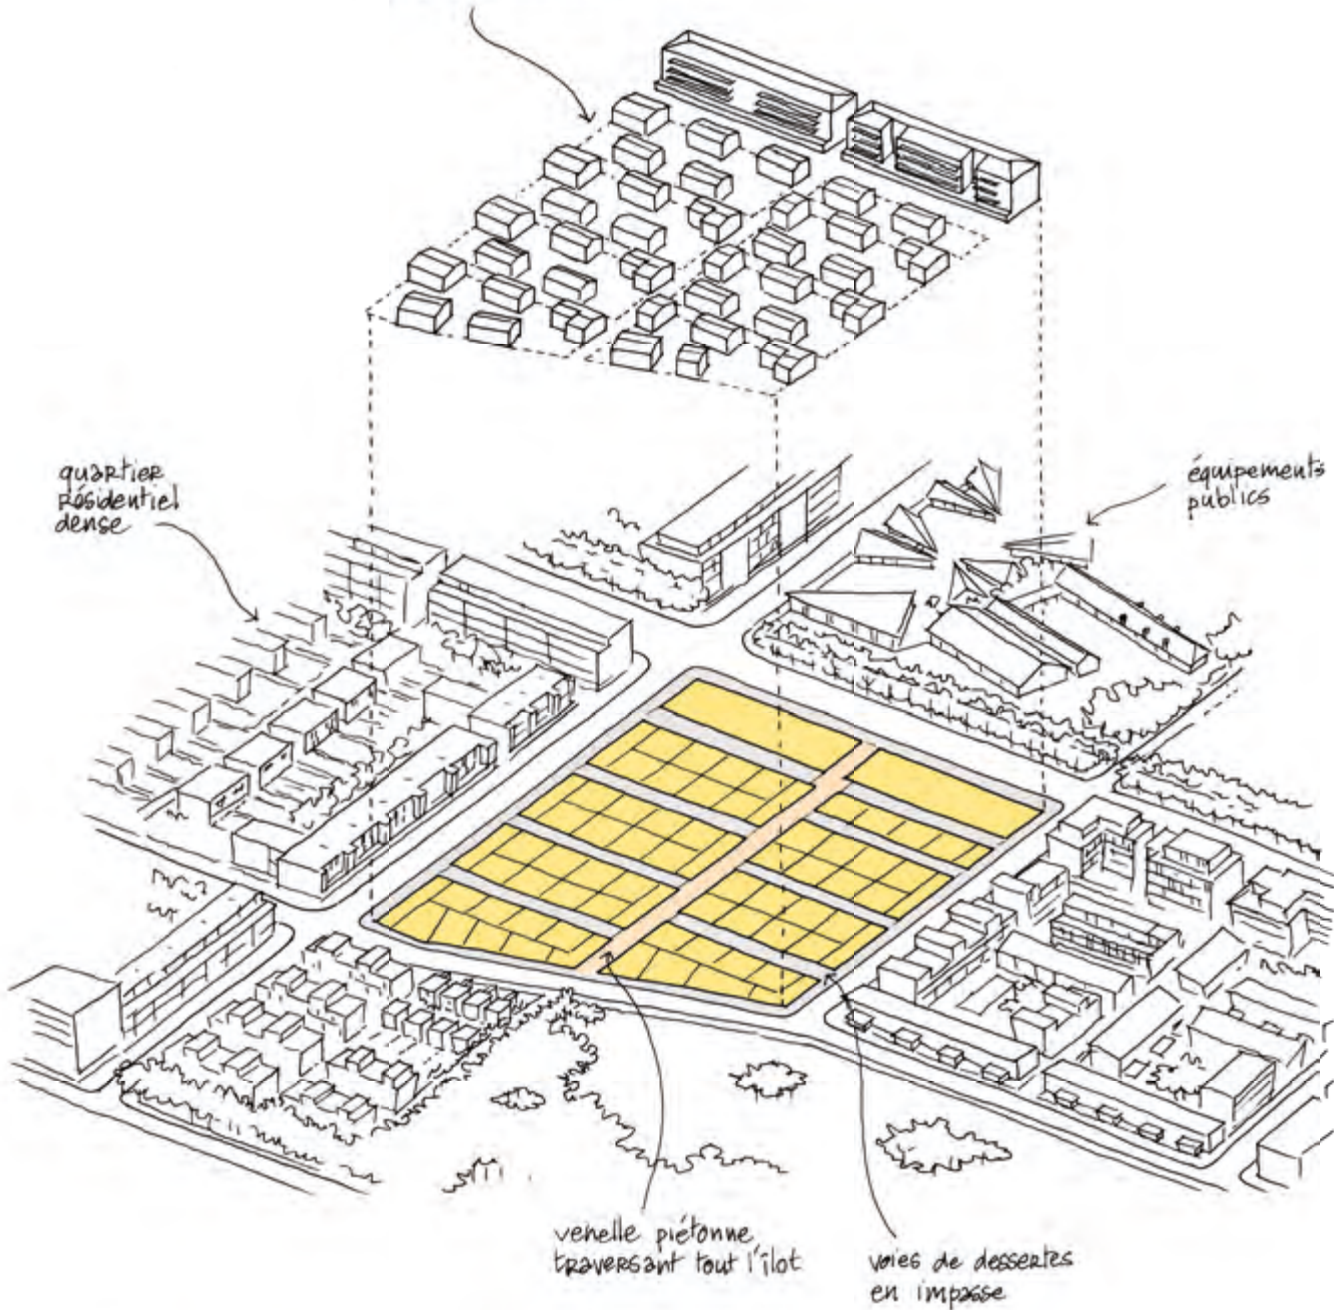 quartier
résidentiel
dense
équipements
publics
venelle piétonne
traversant tout l'îlot
voies de dessertes
en impasse